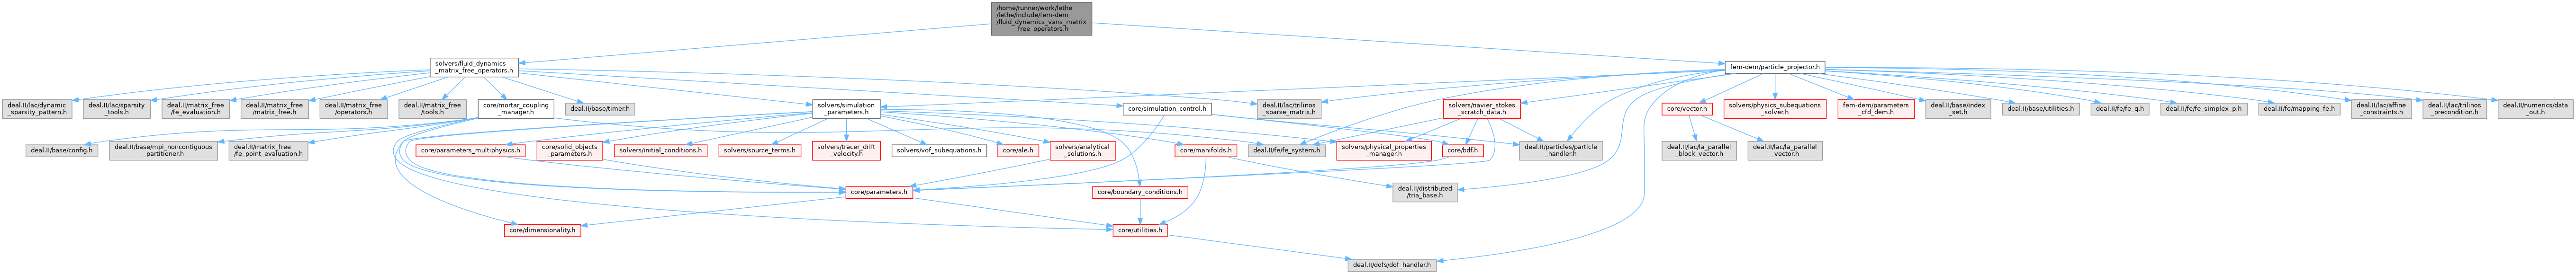 /home/runner/work/lethe
/lethe/include/fem-dem
/fluid_dynamics_vans_matrix
_free_operators.h
solvers/fluid_dynamics
_matrix_free_operators.h
fem-dem/particle_projector.h
deal.II/lac/dynamic
_sparsity_pattern.h
deal.II/lac/sparsity
_tools.h
deal.II/matrix_free
/fe_evaluation.h
deal.II/matrix_free
/matrix_free.h
deal.II/matrix_free
/operators.h
deal.II/matrix_free
/tools.h
core/mortar_coupling
_manager.h
deal.II/base/timer.h
solvers/simulation
_parameters.h
core/simulation_control.h
deal.II/lac/trilinos
_sparse_matrix.h
solvers/navier_stokes
_scratch_data.h
core/vector.h
solvers/physics_subequations
_solver.h
fem-dem/parameters
_cfd_dem.h
deal.II/base/index
_set.h
deal.II/base/utilities.h
deal.II/fe/fe_q.h
deal.II/fe/fe_simplex_p.h
deal.II/fe/mapping_fe.h
deal.II/lac/affine
_constraints.h
deal.II/lac/trilinos
_precondition.h
deal.II/numerics/data
_out.h
deal.II/base/config.h
deal.II/base/mpi_noncontiguous
_partitioner.h
deal.II/matrix_free
/fe_point_evaluation.h
core/parameters_multiphysics.h
core/solid_objects
_parameters.h
solvers/initial_conditions.h
solvers/source_terms.h
solvers/tracer_drift
_velocity.h
solvers/vof_subequations.h
core/ale.h
solvers/analytical
_solutions.h
core/manifolds.h
deal.II/fe/fe_system.h
solvers/physical_properties
_manager.h
core/bdf.h
deal.II/particles/particle
_handler.h
deal.II/lac/la_parallel
_block_vector.h
deal.II/lac/la_parallel
_vector.h
core/parameters.h
core/boundary_conditions.h
deal.II/distributed
/tria_base.h
core/dimensionality.h
core/utilities.h
deal.II/dofs/dof_handler.h